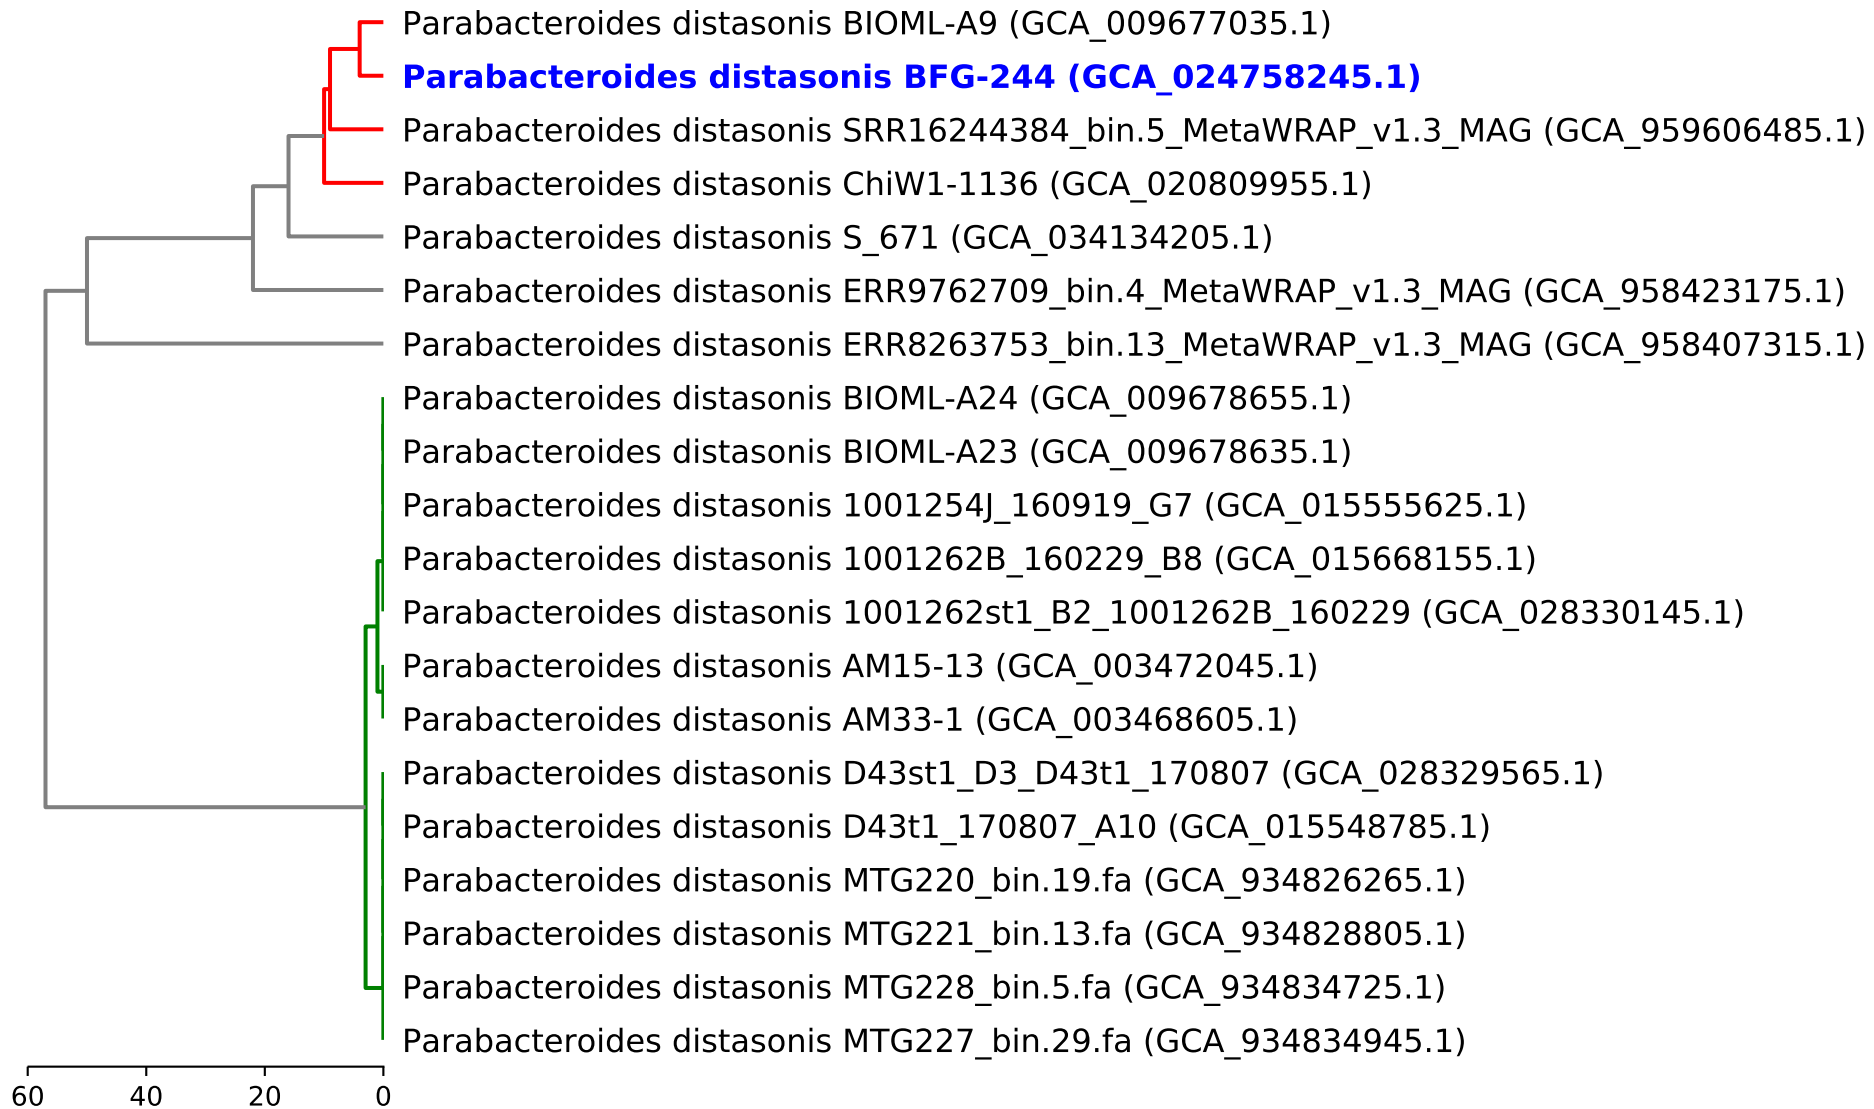 Parabacteroides distasonis BIOML-A9 (GCA_009677035.1)
Parabacteroides distasonis BFG-244 (GCA_024758245.1)
Parabacteroides distasonis SRR16244384_bin.5_MetaWRAP_v1.3_MAG (GCA_959606485.1)
Parabacteroides distasonis ChiW1-1136 (GCA_020809955.1)
Parabacteroides distasonis S_671 (GCA_034134205.1)
Parabacteroides distasonis ERR9762709_bin.4_MetaWRAP_v1.3_MAG (GCA_958423175.1)
Parabacteroides distasonis ERR8263753_bin.13_MetaWRAP_v1.3_MAG (GCA_958407315.1)
Parabacteroides distasonis BIOML-A24 (GCA_009678655.1)
Parabacteroides distasonis BIOML-A23 (GCA_009678635.1)
Parabacteroides distasonis 1001254J_160919_G7 (GCA_015555625.1)
Parabacteroides distasonis 1001262B_160229_B8 (GCA_015668155.1)
Parabacteroides distasonis 1001262st1_B2_1001262B_160229 (GCA_028330145.1)
Parabacteroides distasonis AM15-13 (GCA_003472045.1)
Parabacteroides distasonis AM33-1 (GCA_003468605.1)
Parabacteroides distasonis D43st1_D3_D43t1_170807 (GCA_028329565.1)
Parabacteroides distasonis D43t1_170807_A10 (GCA_015548785.1)
Parabacteroides distasonis MTG220_bin.19.fa (GCA_934826265.1)
Parabacteroides distasonis MTG221_bin.13.fa (GCA_934828805.1)
Parabacteroides distasonis MTG228_bin.5.fa (GCA_934834725.1)
Parabacteroides distasonis MTG227_bin.29.fa (GCA_934834945.1)
60 40 20 0